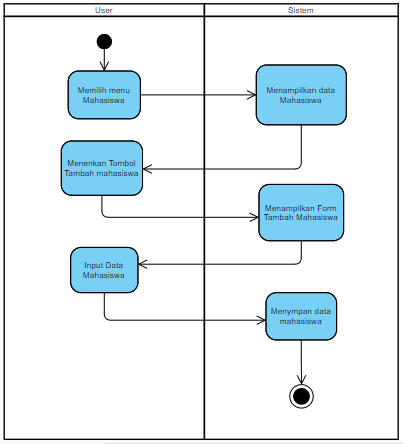 User
Sistem
Memilih menu
Mahasiswa
Menampilkan data
Mahasiswa
Menenkan Tombol
Tambah mahasiswa
Menampilkan Form
Tambah Mahasiswa
Input Data
Mahasiswa
Menympan data
mahasiswa